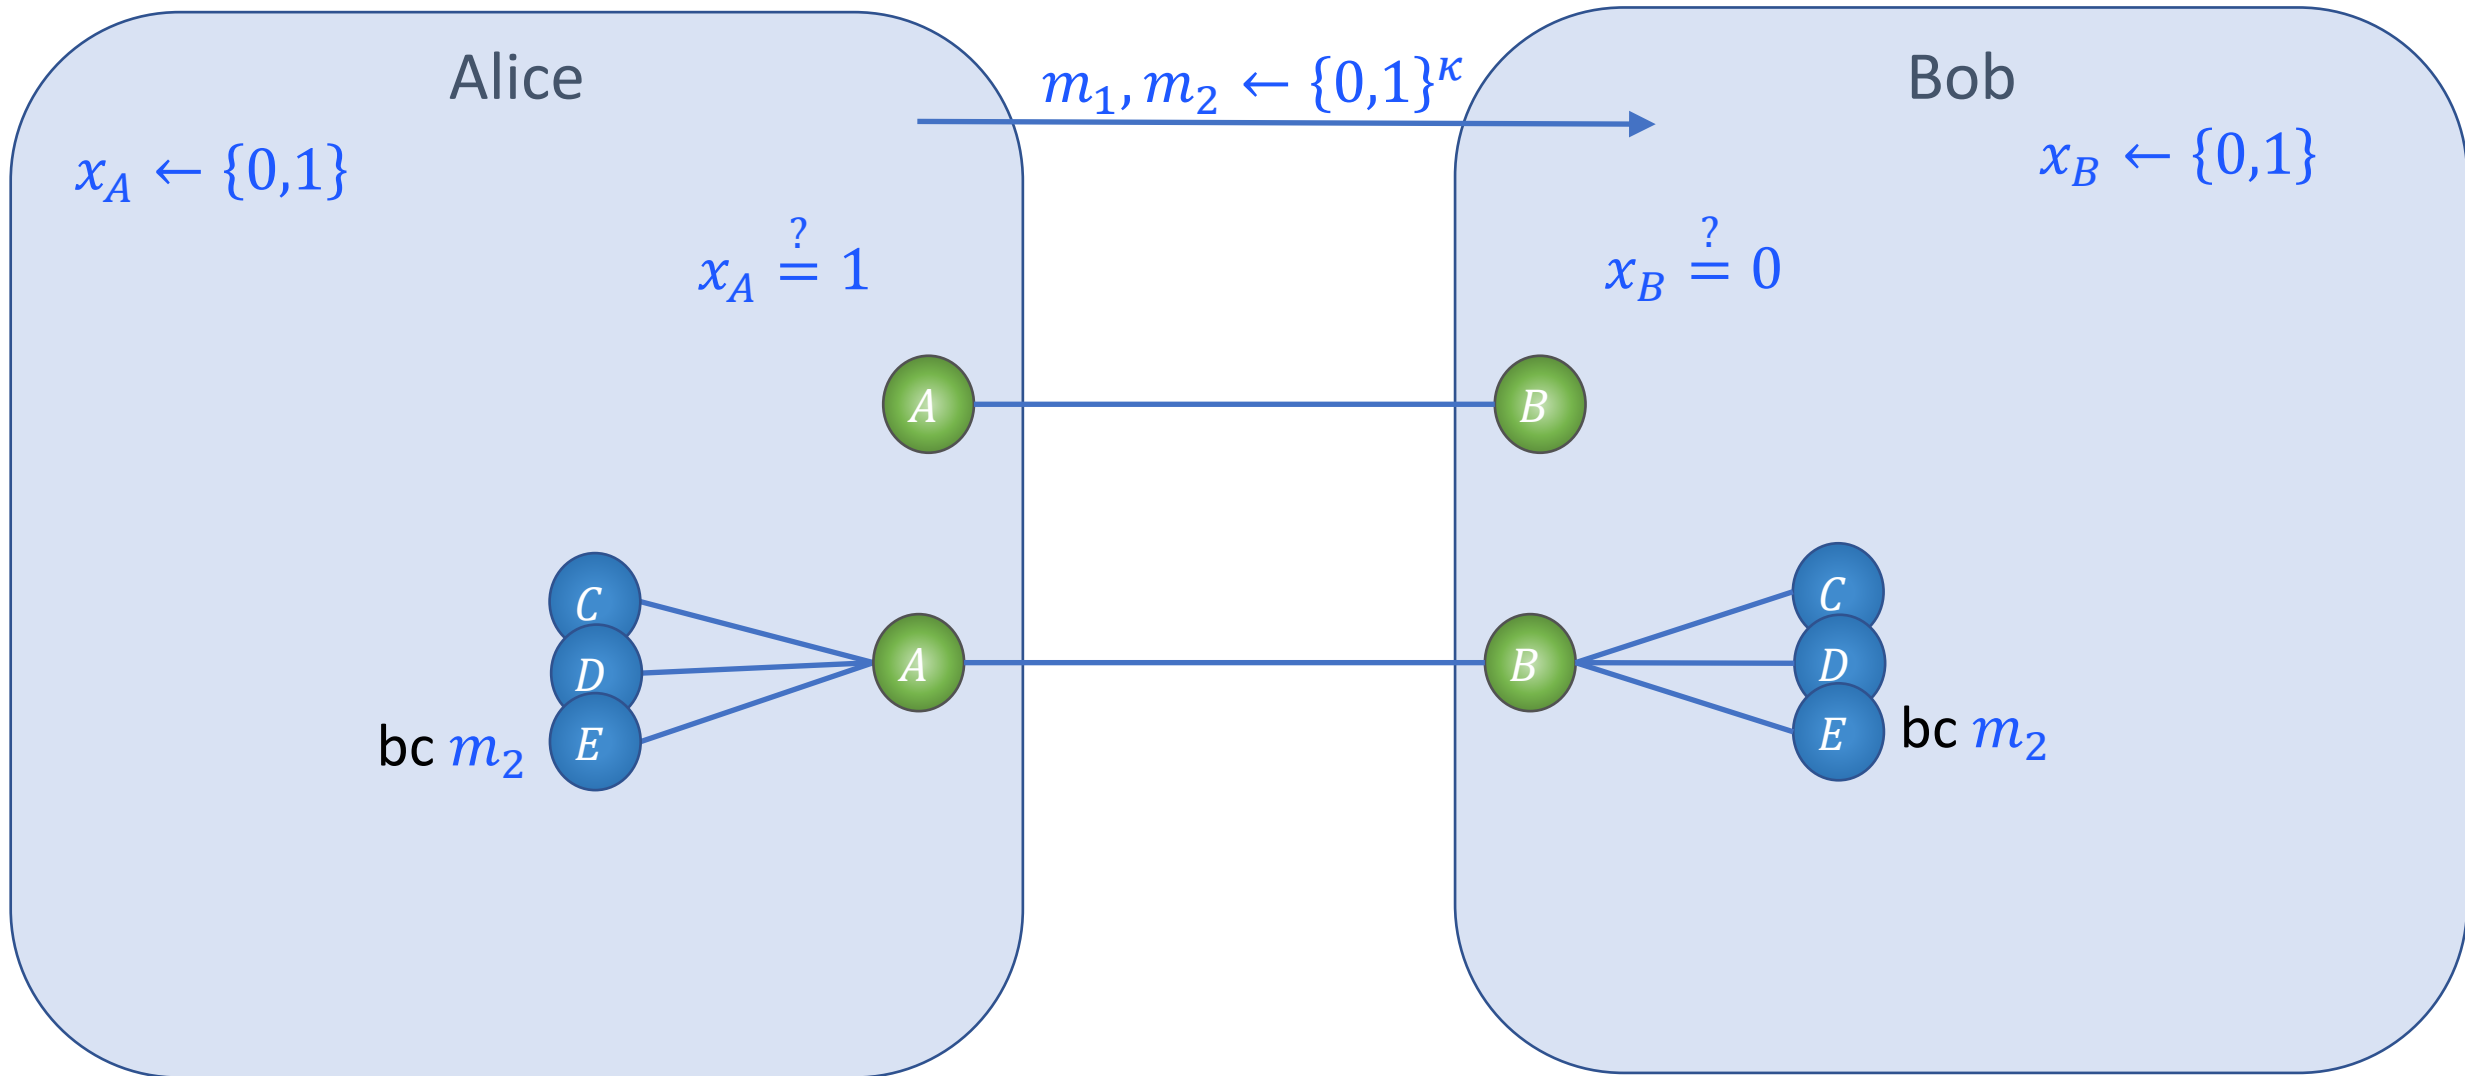 Alice
m₁, m₂ ← {0,1}^κ
Bob
x_A ← {0,1}
x_B ← {0,1}
x_A ≟ 1
x_B ≟ 0
A
B
C
D
E
A
B
C
D
E
bc m₂
bc m₂